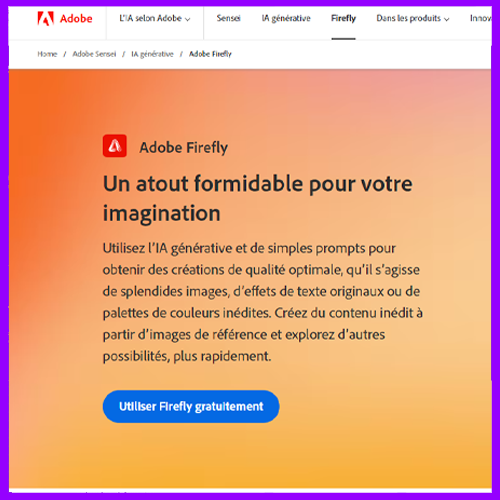 Adobe L'IA selon Adobe Sensei IA générative Firefly Dans les produits Innov
Home / Adobe Sensei / IA générative / Adobe Firefly
Adobe Firefly
Un atout formidable pour votre
imagination
Utilisez l'IA générative et de simples prompts pour
obtenir des créations de qualité optimale, qu'il s'agisse
de splendides images, d'effets de texte originaux ou de
palettes de couleurs inédites. Créez du contenu inédit à
partir d'images de référence et explorez d'autres
possibilités, plus rapidement.
Utiliser Firefly gratuitement